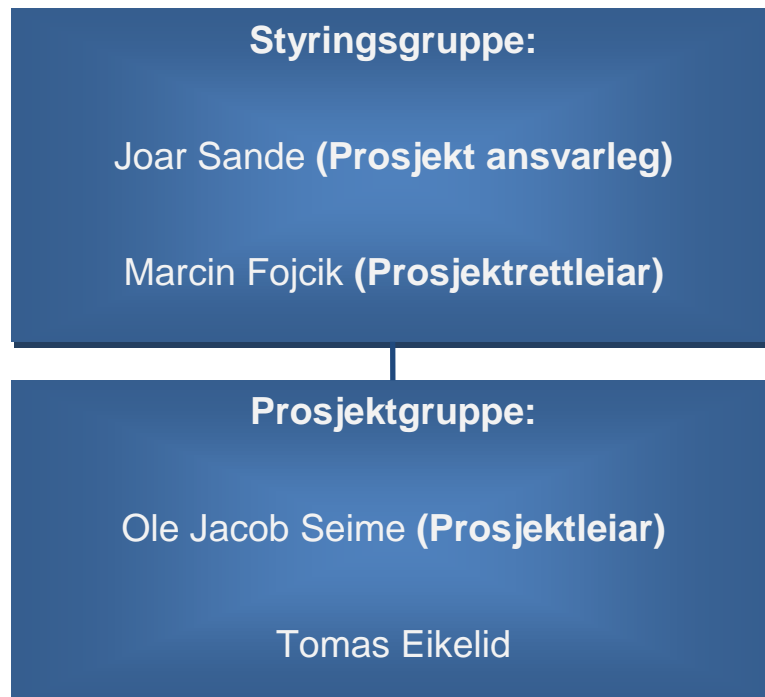 Styringsgruppe:
Joar Sande (Prosjekt ansvarleg)
Marcin Fojcik (Prosjektrettleiar)
Prosjektgruppe:
Ole Jacob Seime (Prosjektleiar)
Tomas Eikelid